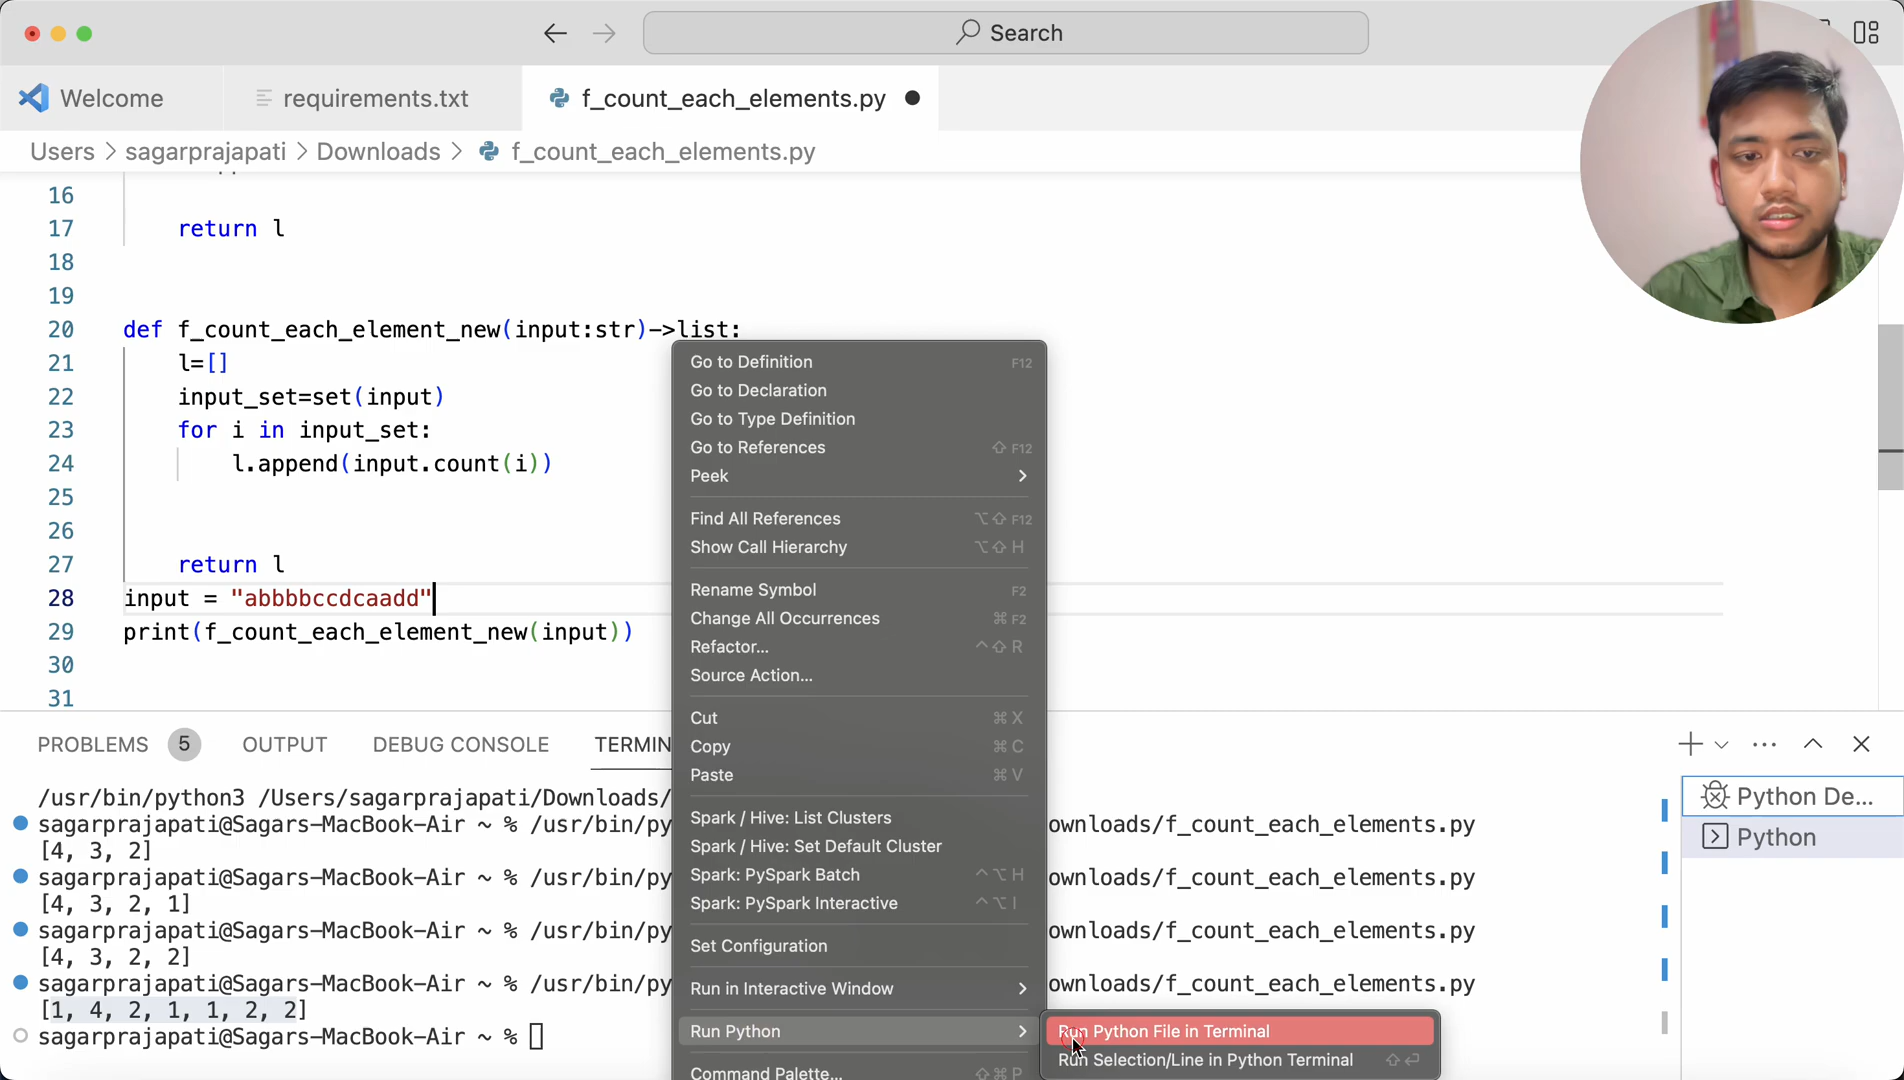 Search
Welcome
requirements.txt
f_count_each_elements.py
Users > sagarprajapati > Downloads > f_count_each_elements.py
16
17 return l
18
19
20 def f_count_each_element_new(input:str)->list:
21 l=[]
22 input_set=set(input)
23 for i in input_set:
24 l.append(input.count(i))
25
26
27 return l
28 input = "abbbbccdcaadd"
29 print(f_count_each_element_new(input))
30
31
Go to Definition F12
Go to Declaration
Go to Type Definition
Go to References ⇧ F12
Peek
Find All References ⌥⇧ F12
Show Call Hierarchy ⌥⇧ H
Rename Symbol F2
Change All Occurrences ⌘ F2
Refactor... ^⇧ R
Source Action...
Cut ⌘ X
Copy ⌘ C
Paste ⌘ V
Spark / Hive: List Clusters
Spark / Hive: Set Default Cluster
Spark: PySpark Batch ^⌥ H
Spark: PySpark Interactive ^⌥ I
Set Configuration
Run in Interactive Window
Run Python
Command Palette... ⇧⌘ P
Run Python File in Terminal
Run Selection/Line in Python Terminal ⇧⏎
PROBLEMS 5 OUTPUT DEBUG CONSOLE TERMIN
/usr/bin/python3 /Users/sagarprajapati/Downloads/
sagarprajapati@Sagars-MacBook-Air ~ % /usr/bin/py ownloads/f_count_each_elements.py
[4, 3, 2]
sagarprajapati@Sagars-MacBook-Air ~ % /usr/bin/py ownloads/f_count_each_elements.py
[4, 3, 2, 1]
sagarprajapati@Sagars-MacBook-Air ~ % /usr/bin/py ownloads/f_count_each_elements.py
[4, 3, 2, 2]
sagarprajapati@Sagars-MacBook-Air ~ % /usr/bin/py ownloads/f_count_each_elements.py
[1, 4, 2, 1, 1, 2, 2]
sagarprajapati@Sagars-MacBook-Air ~ %
Python De...
Python